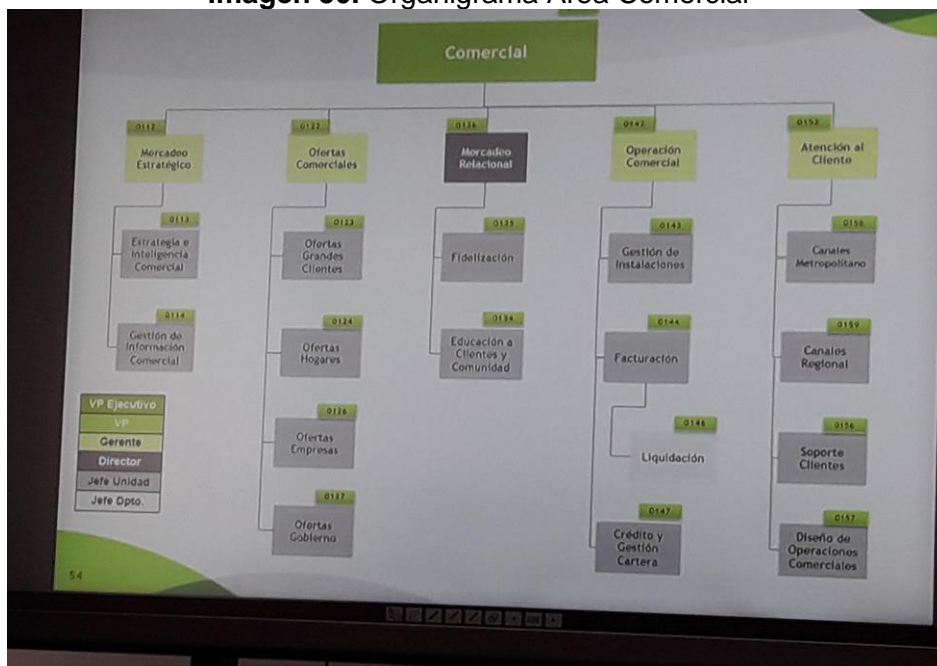 Imagen 50. Organigrama Área Comercial
Comercial
0112
Mercadeo
Estratégico
0122
Ofertas
Comerciales
Mercadeo
Relacional
0142
Operación
Comercial
0152
Atención al
Cliente
0113
Estrategia e
Inteligencia
Comercial
0123
Ofertas
Grandes
Clientes
0135
Fidelización
0143
Gestión de
Instalaciones
0158
Canales
Metropolitano
0114
Gestión de
Información
Comercial
0124
Ofertas
Hogares
0136
Educación a
Clientes y
Comunidad
0144
Facturación
0159
Canales
Regional
VP Ejecutivo
VP
Gerente
Director
Jefe Unidad
Jefe Dpto.
0126
Ofertas
Empresas
Liquidación
0156
Soporte
Clientes
0127
Ofertas
Gobierno
0147
Crédito y
Gestión
Cartera
0157
Diseño de
Operaciones
Comerciales
54